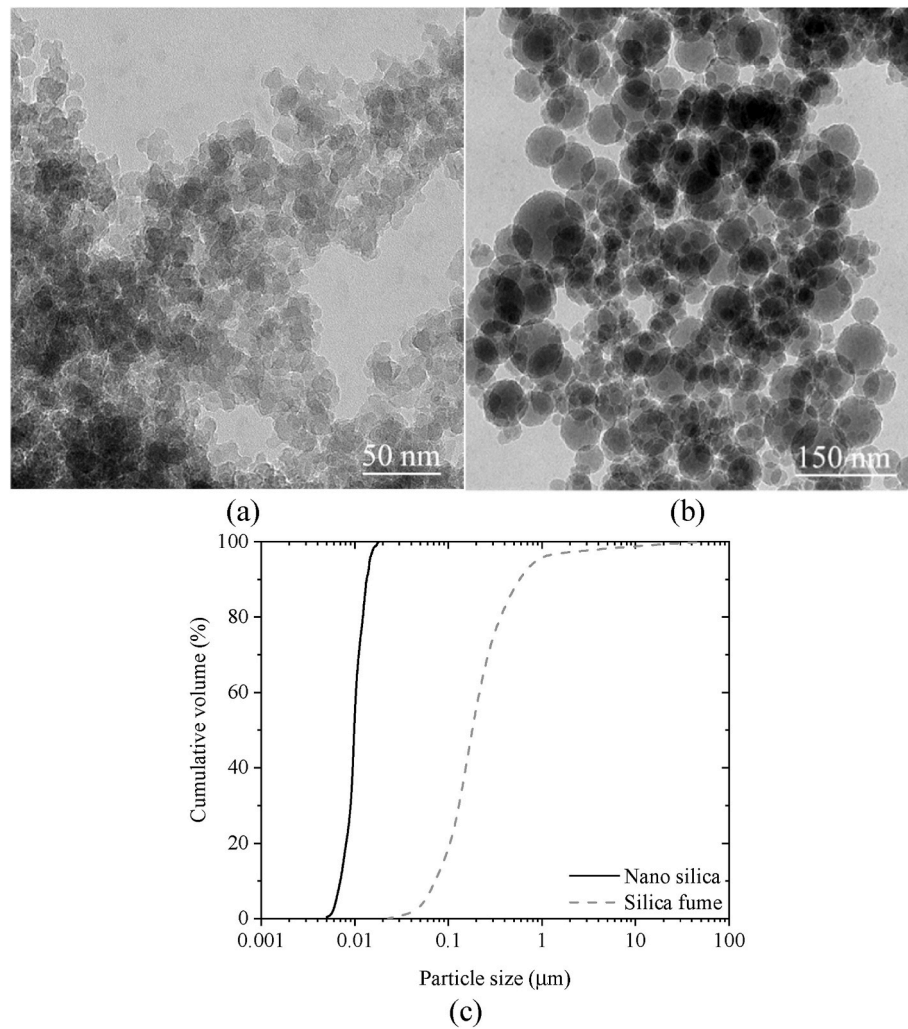 50 nm
150 nm
(a)
(b)
100
80
60
40
20
0
Cumulative volume (%)
Nano silica
Silica fume
0.001
0.01
0.1
1
10
100
Particle size (μm)
(c)